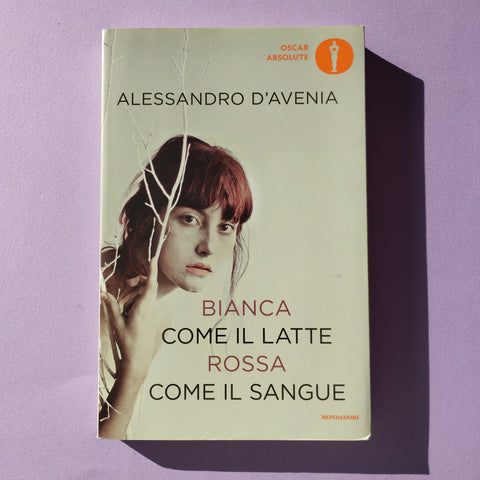 OSCAR
ABSOLUTE
ALESSANDRO D'AVENIA
BIANCA
COME IL LATTE
ROSSA
COME IL SANGUE
MONDADORI